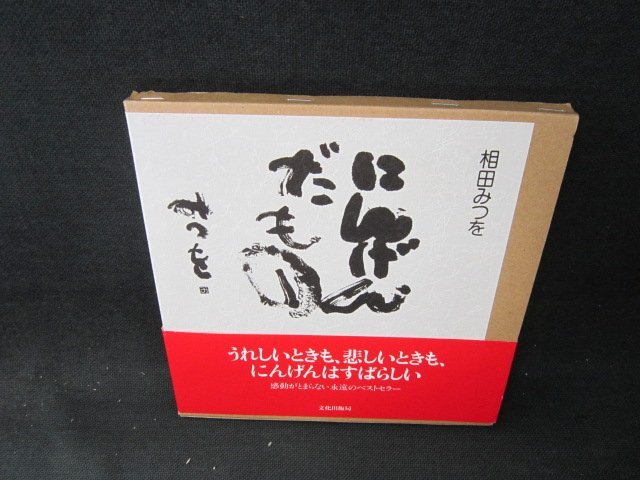 相田みつを
にんげん
だもの
みつを
うれしいときも、悲しいときも、
にんげんはすばらしい
感動がとまらない永遠のベストセラー
文化出版局